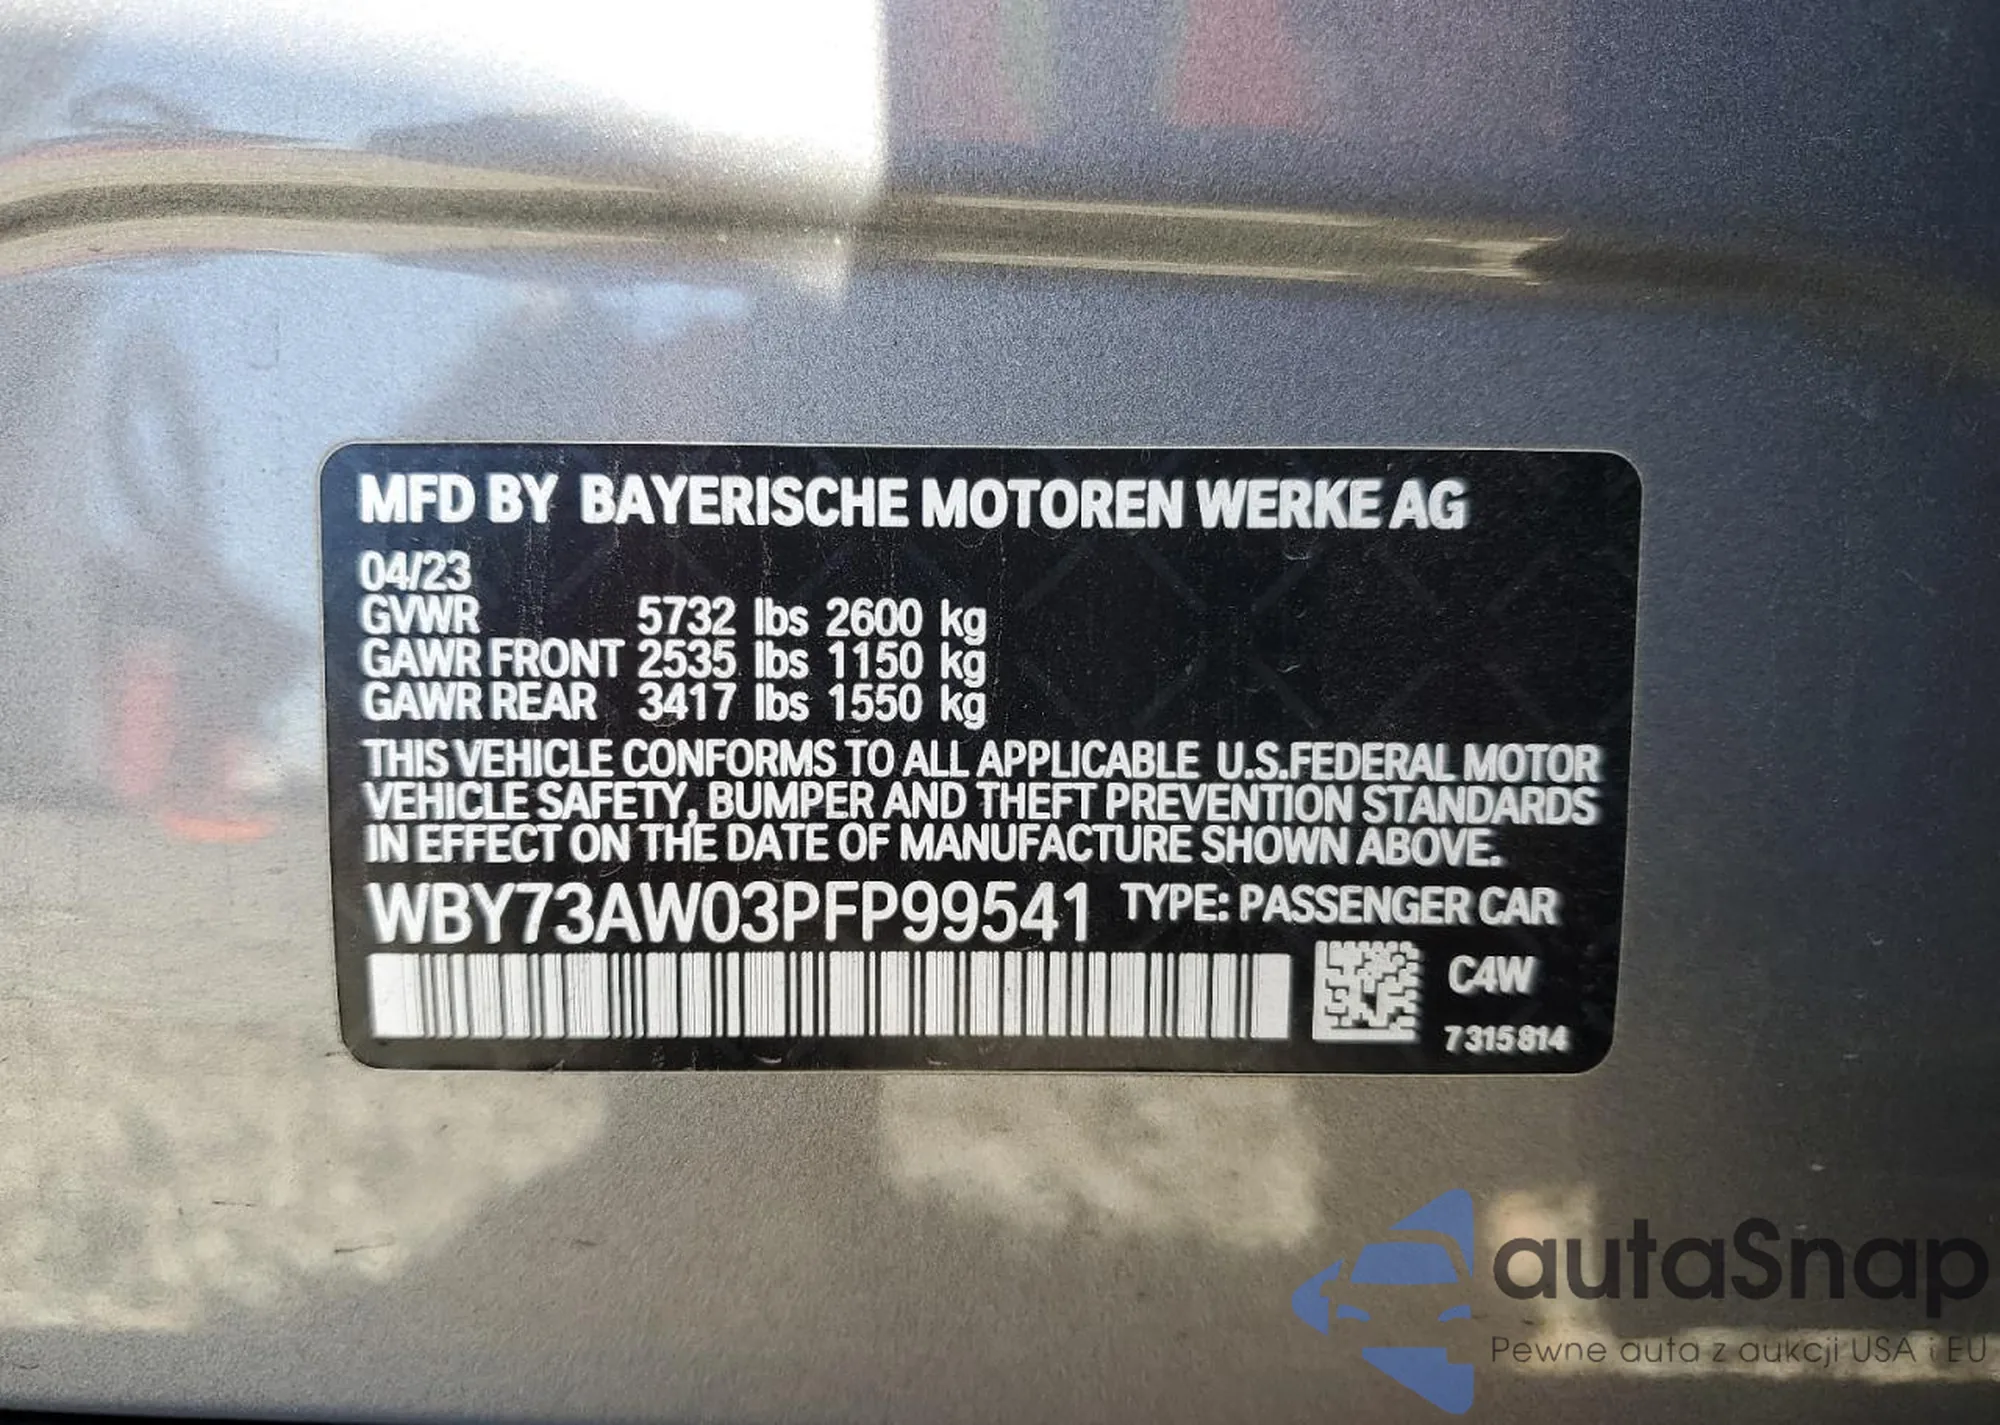 MFD BY BAYERISCHE MOTOREN WERKE AG
04/23
GVWR 5732 lbs 2600 kg
GAWR FRONT 2535 lbs 1150 kg
GAWR REAR 3417 lbs 1550 kg
THIS VEHICLE CONFORMS TO ALL APPLICABLE U.S.FEDERAL MOTOR
VEHICLE SAFETY, BUMPER AND THEFT PREVENTION STANDARDS
IN EFFECT ON THE DATE OF MANUFACTURE SHOWN ABOVE.
WBY73AW03PFP99541 TYPE: PASSENGER CAR
C4W
7315814
autaSnap
Pewne auta z aukcji USA i EU